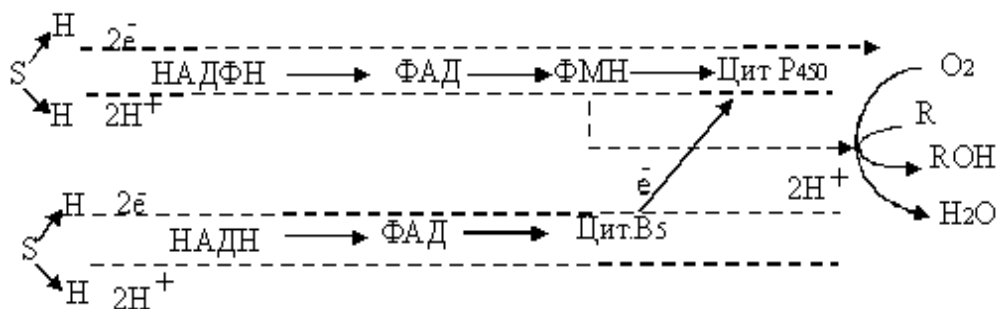 H 2ē
S НАДФН ФАД ФМН Цит P450 O2
H 2H+ R
ē 2H+ ROH
H 2ē H2O
S НАДН ФАД Цит.B5
H 2H+